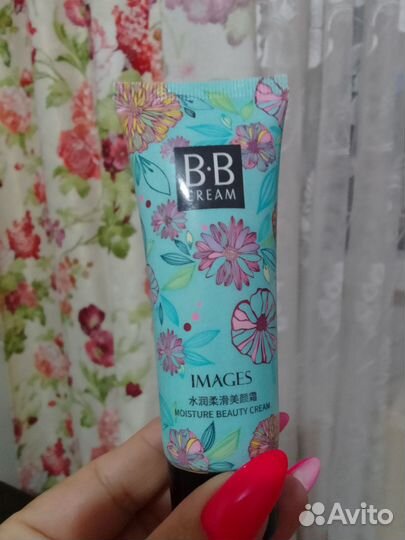 B·B
CREAM
IMAGES
水润柔滑美颜霜
MOISTURE BEAUTY CREAM
Avito